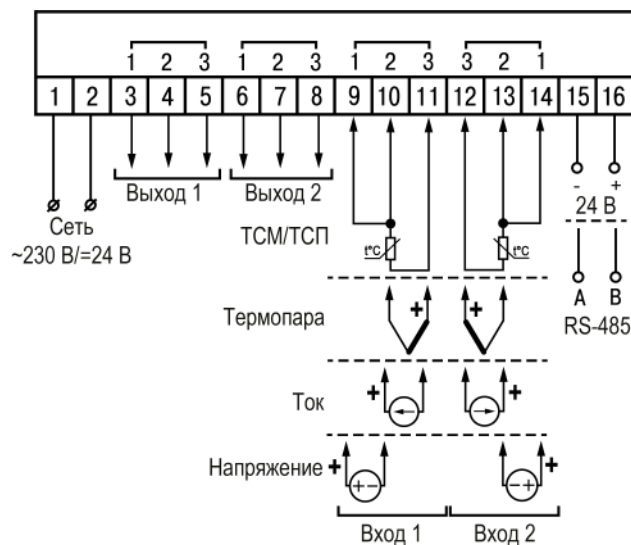 1 2 3 1 2 3 1 2 3 3 2 1
1 2 3 4 5 6 7 8 9 10 11 12 13 14 15 16
Выход 1 Выход 2
- +
24 В
Сеть
~230 В/=24 В
ТСМ/ТСП
t°C t°C
A B
RS-485
Термопара + +
Ток + +
Напряжение + + - - + +
Вход 1 Вход 2